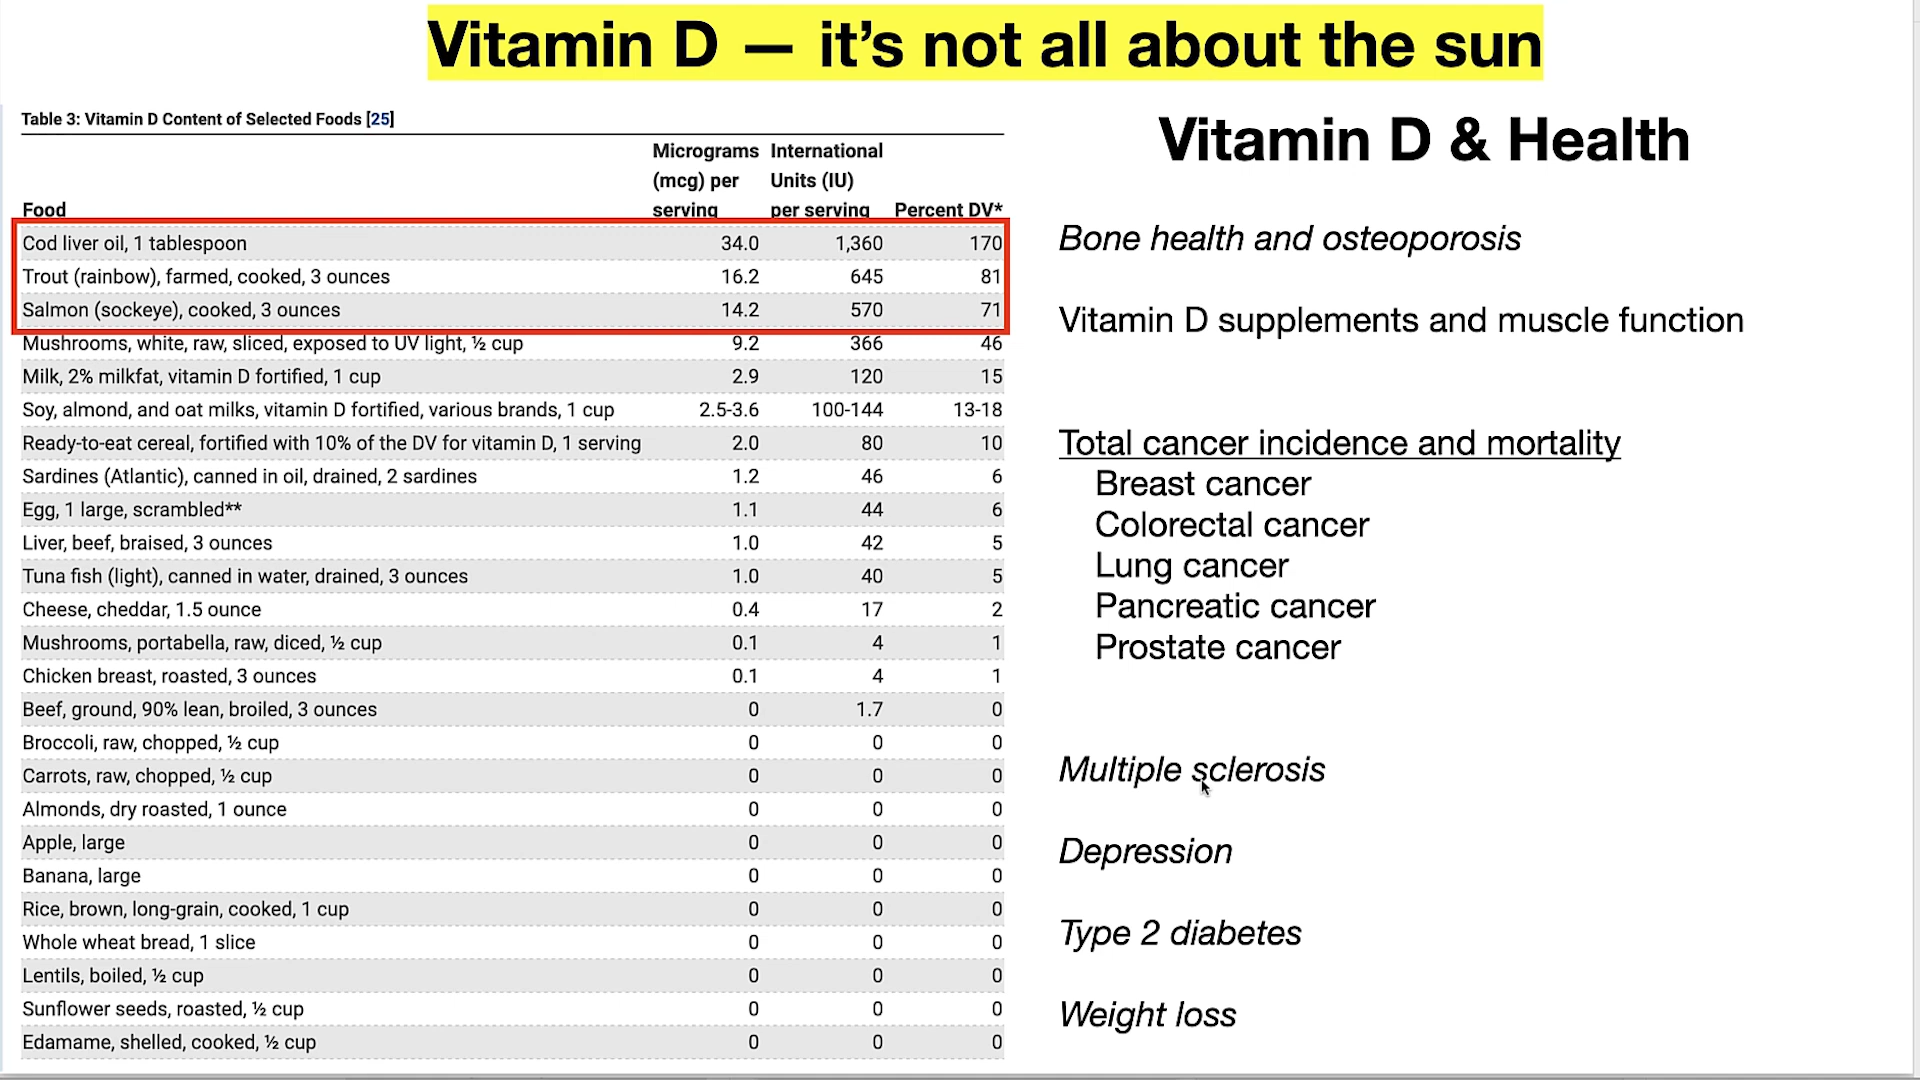 Vitamin D — it's not all about the sun
Table 3: Vitamin D Content of Selected Foods [25]
Micrograms International
(mcg) per Units (IU)
Food serving per serving Percent DV*
Cod liver oil, 1 tablespoon 34.0 1,360 170
Trout (rainbow), farmed, cooked, 3 ounces 16.2 645 81
Salmon (sockeye), cooked, 3 ounces 14.2 570 71
Mushrooms, white, raw, sliced, exposed to UV light, ½ cup 9.2 366 46
Milk, 2% milkfat, vitamin D fortified, 1 cup 2.9 120 15
Soy, almond, and oat milks, vitamin D fortified, various brands, 1 cup 2.5-3.6 100-144 13-18
Ready-to-eat cereal, fortified with 10% of the DV for vitamin D, 1 serving 2.0 80 10
Sardines (Atlantic), canned in oil, drained, 2 sardines 1.2 46 6
Egg, 1 large, scrambled** 1.1 44 6
Liver, beef, braised, 3 ounces 1.0 42 5
Tuna fish (light), canned in water, drained, 3 ounces 1.0 40 5
Cheese, cheddar, 1.5 ounce 0.4 17 2
Mushrooms, portabella, raw, diced, ½ cup 0.1 4 1
Chicken breast, roasted, 3 ounces 0.1 4 1
Beef, ground, 90% lean, broiled, 3 ounces 0 1.7 0
Broccoli, raw, chopped, ½ cup 0 0 0
Carrots, raw, chopped, ½ cup 0 0 0
Almonds, dry roasted, 1 ounce 0 0 0
Apple, large 0 0 0
Banana, large 0 0 0
Rice, brown, long-grain, cooked, 1 cup 0 0 0
Whole wheat bread, 1 slice 0 0 0
Lentils, boiled, ½ cup 0 0 0
Sunflower seeds, roasted, ½ cup 0 0 0
Edamame, shelled, cooked, ½ cup 0 0 0
Vitamin D & Health
Bone health and osteoporosis
Vitamin D supplements and muscle function
Total cancer incidence and mortality
Breast cancer
Colorectal cancer
Lung cancer
Pancreatic cancer
Prostate cancer
Multiple sclerosis
Depression
Type 2 diabetes
Weight loss